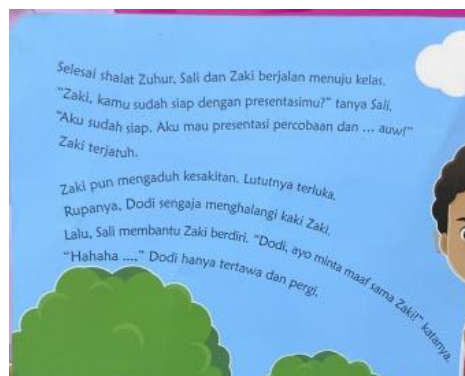 Selesai shalat Zuhur, Sali dan Zaki berjalan menuju kelas.
"Zaki, kamu sudah siap dengan presentasimu?" tanya Sali.
"Aku sudah siap. Aku mau presentasi percobaan dan ... auw!"
Zaki terjatuh.
Zaki pun mengaduh kesakitan. Lututnya terluka.
Rupanya, Dodi sengaja menghalangi kaki Zaki.
Lalu, Sali membantu Zaki berdiri. "Dodi, ayo minta maaf sama Zaki!" katanya.
"Hahaha ...." Dodi hanya tertawa dan pergi.